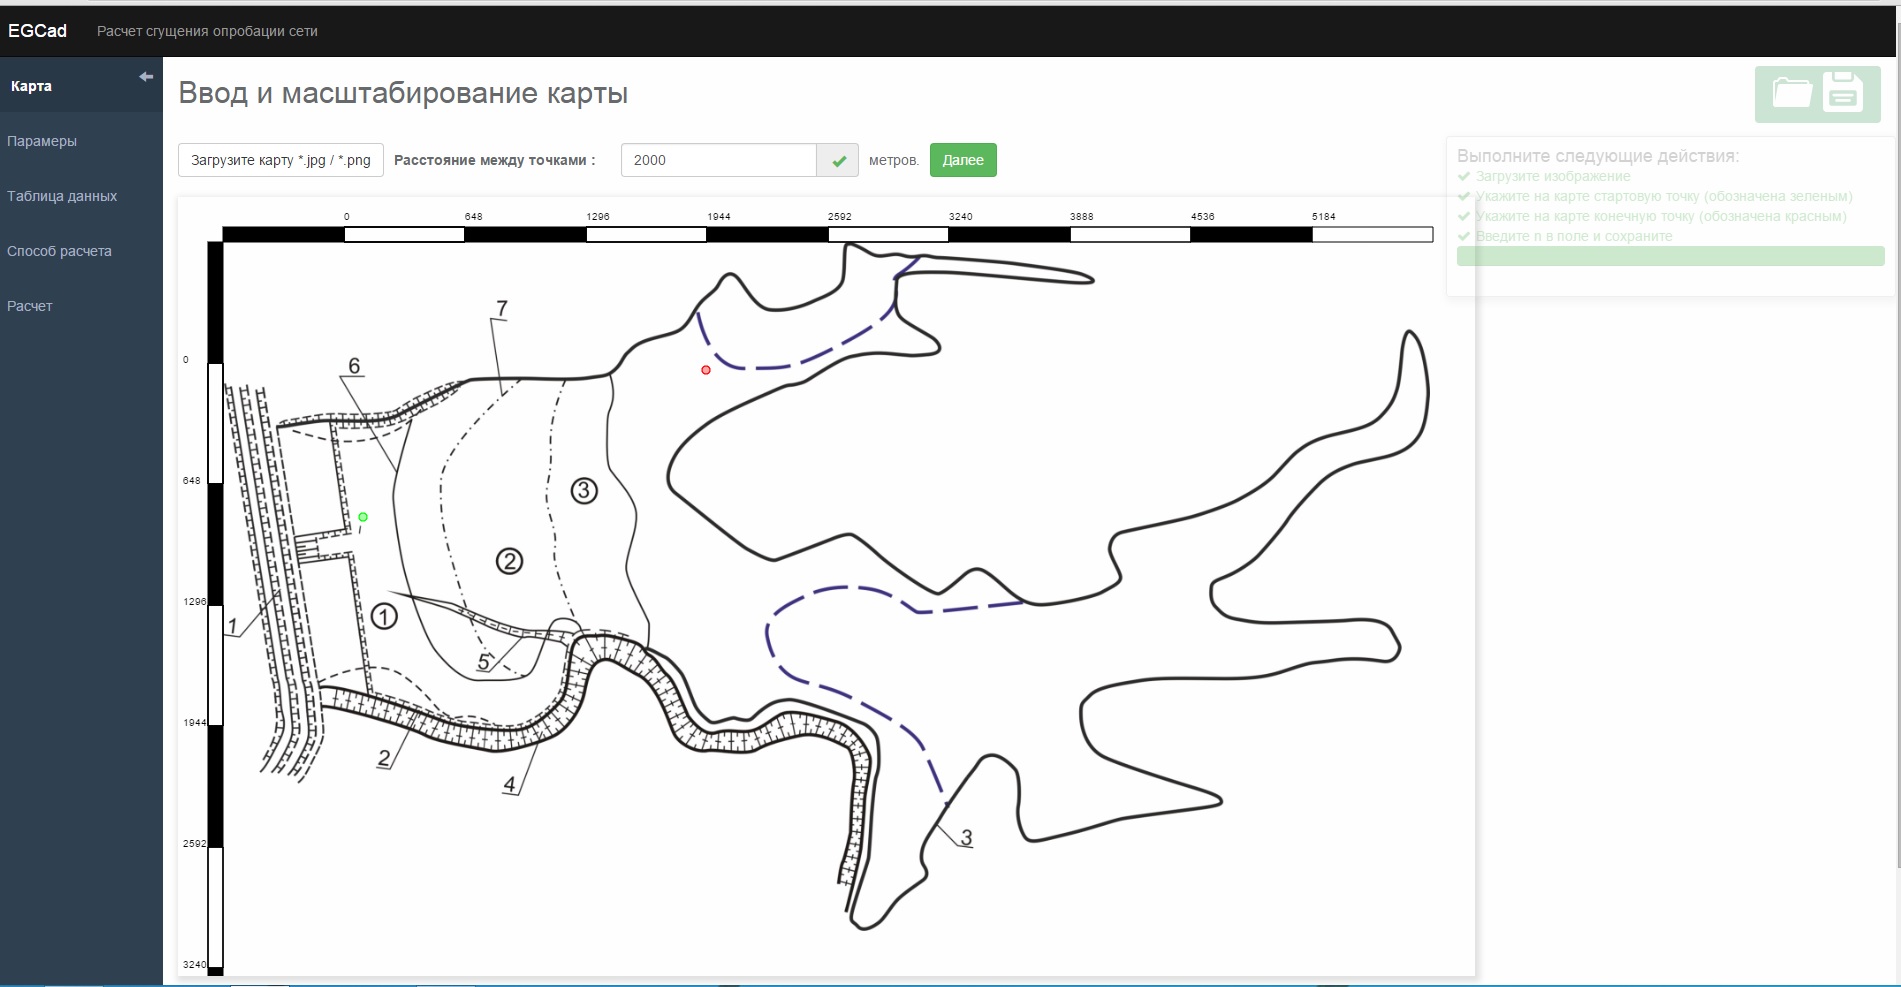 EGCad Расчет сгущения опробации сети
Карта
Парамеры
Таблица данных
Способ расчета
Расчет
Ввод и масштабирование карты
Загрузите карту *.jpg / *.png Расстояние между точками : 2000 метров. Далее
Выполните следующие действия:
Загрузите изображение
Укажите на карте стартовую точку (обозначена зеленым)
Укажите на карте конечную точку (обозначена красным)
Введите n в поле и сохраните
0 648 1296 1944 2592 3240 3888 4536 5184
0
648
1296
1944
2592
3240
7
6
3
2
1
1
5
2
4
3